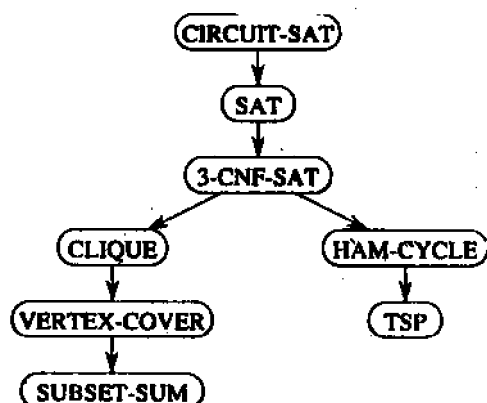 CIRCUIT-SAT
SAT
3-CNF-SAT
CLIQUE
HAM-CYCLE
VERTEX-COVER
TSP
SUBSET-SUM